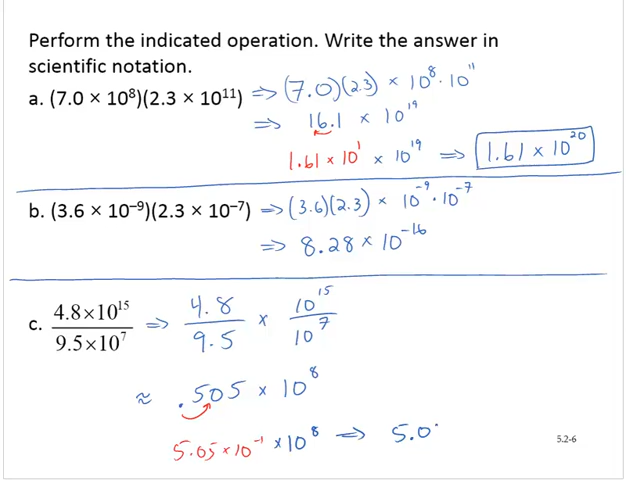 Perform the indicated operation. Write the answer in
scientific notation.
a. (7.0 × 10⁸)(2.3 × 10¹¹) ⟹ (7.0)(2.3) × 10⁸ · 10¹¹
⟹ 16.1 × 10¹⁹
1.61 × 10¹ × 10¹⁹ ⟹ 1.61 × 10²⁰
b. (3.6 × 10⁻⁹)(2.3 × 10⁻⁷) ⟹ (3.6)(2.3) × 10⁻⁹ · 10⁻⁷
⟹ 8.28 × 10⁻¹⁶
c. 4.8×10¹⁵ / 9.5×10⁷ ⟹ 4.8 / 9.5 × 10¹⁵ / 10⁷
≈ .505 × 10⁸
5.05 × 10⁻¹ × 10⁸ ⟹ 5.0
5.2-6